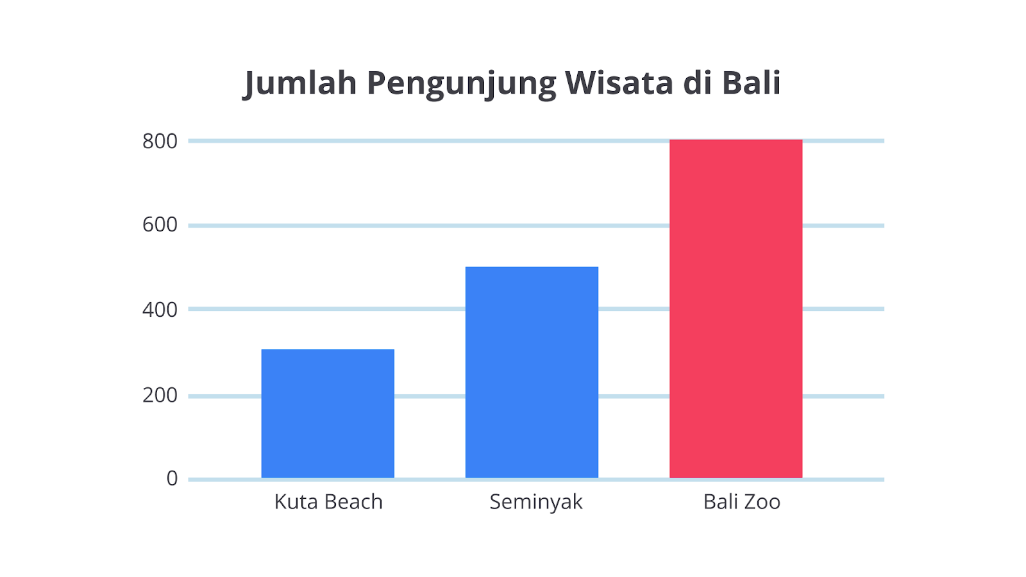 Jumlah Pengunjung Wisata di Bali
800
600
400
200
0
Kuta Beach
Seminyak
Bali Zoo